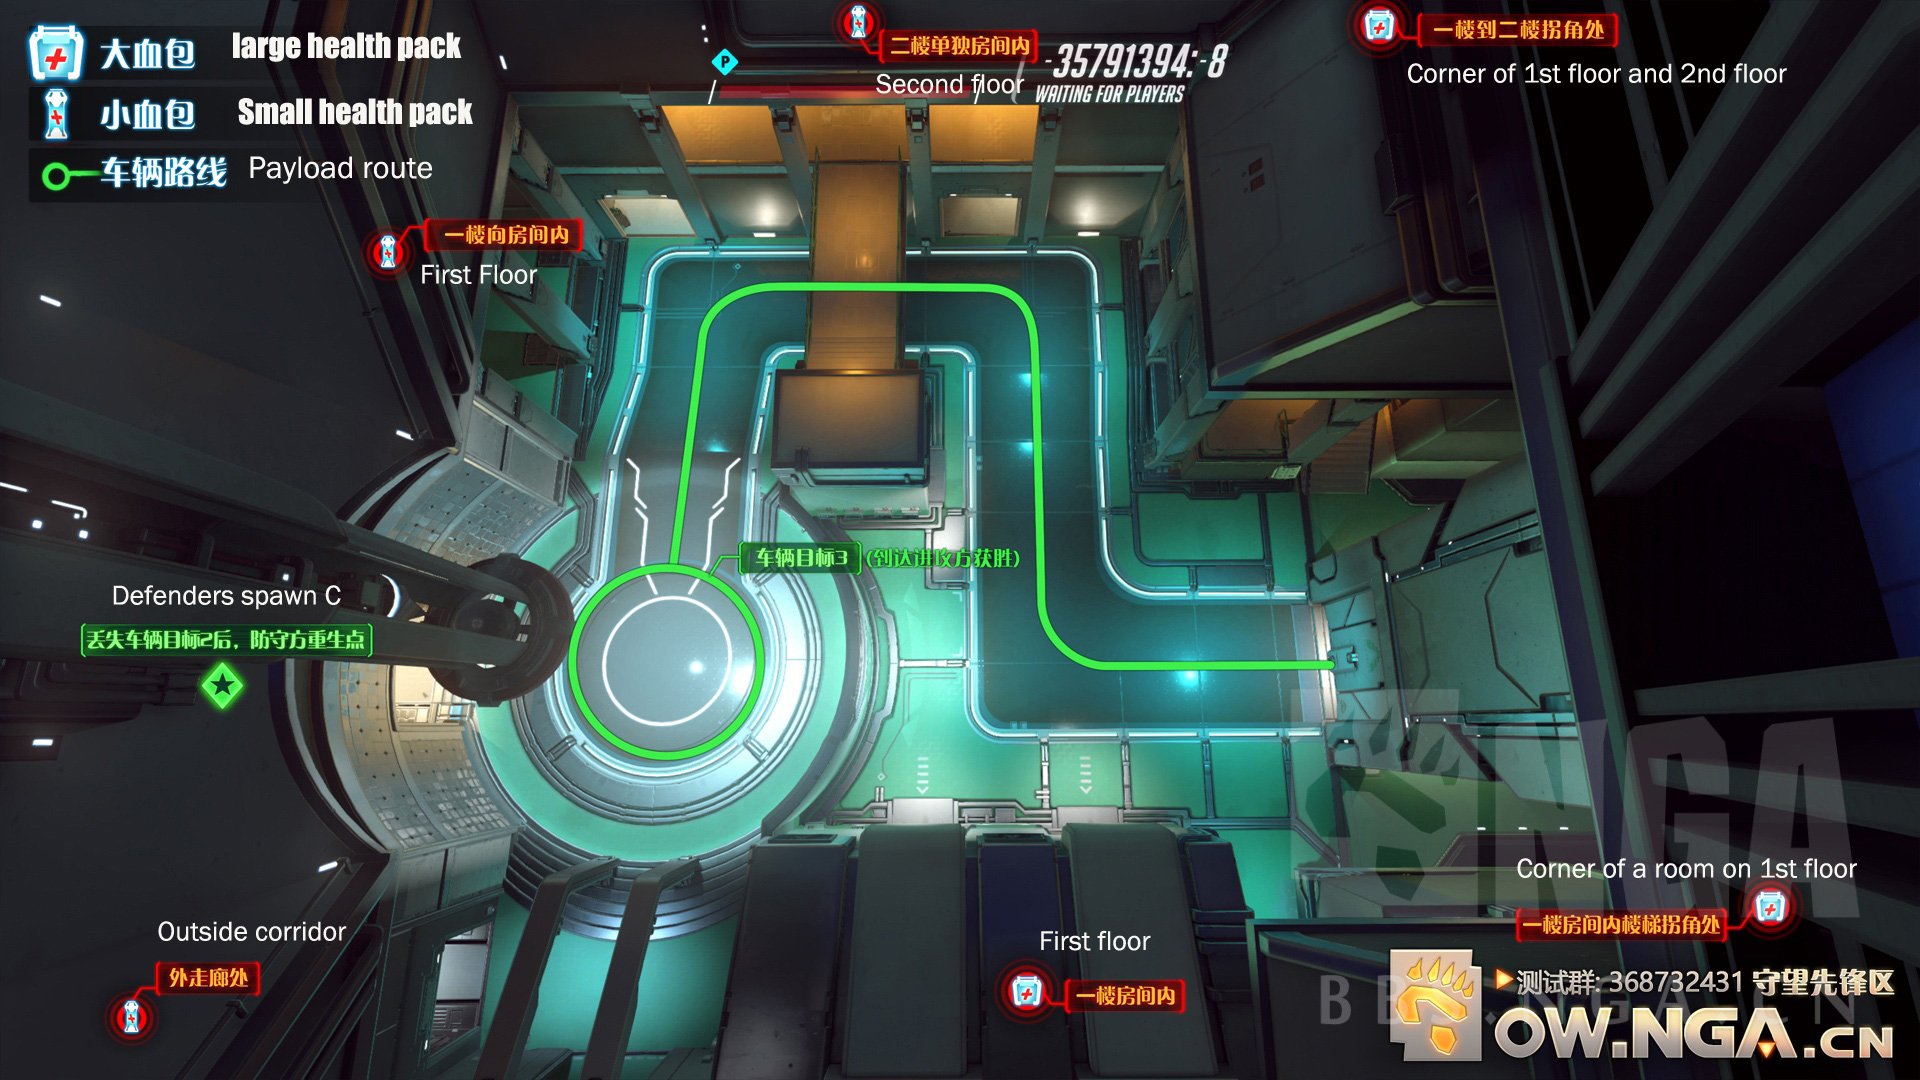 大血包 large health pack
小血包 Small health pack
车辆路线 Payload route
二楼单独房间内
Second floor
-35791394:-8
WAITING FOR PLAYERS
P
一楼到二楼拐角处
Corner of 1st floor and 2nd floor
一楼向房间内
First Floor
车辆目标3 (到达进攻方获胜)
Defenders spawn C
丢失车辆目标2后，防守方重生点
Outside corridor
外走廊处
First floor
一楼房间内
Corner of a room on 1st floor
一楼房间内楼梯拐角处
NGA
BBS.NGA.CN
测试群: 368732431 守望先锋区
OW.NGA.CN